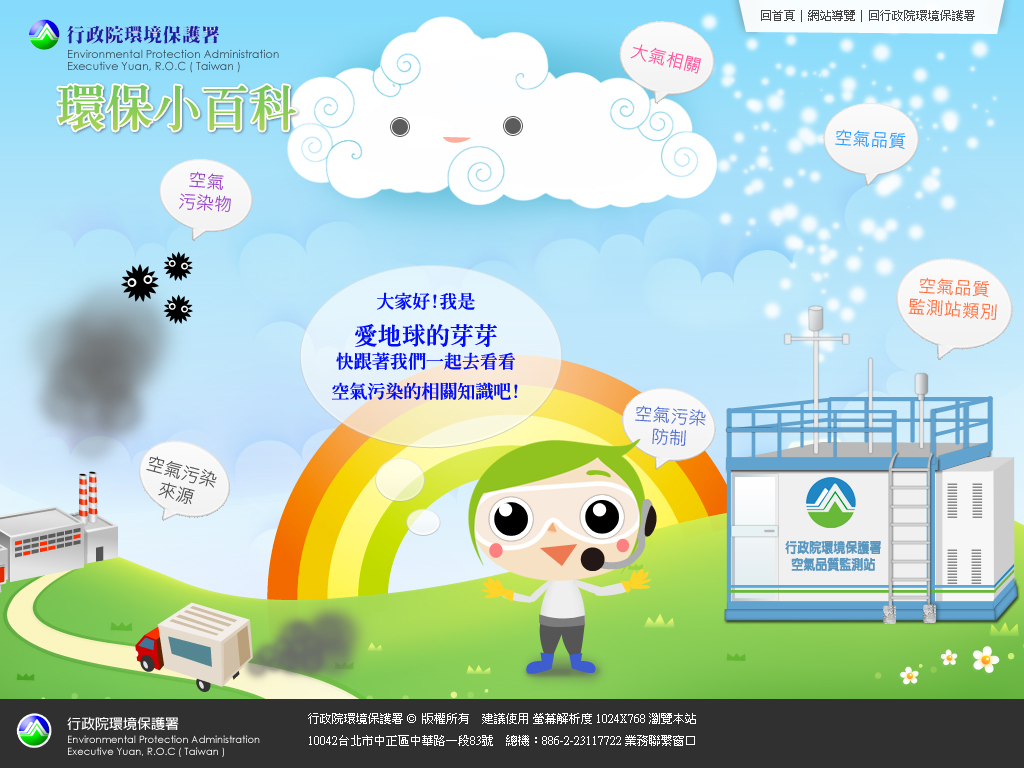 回首頁 | 網站導覽 | 回行政院環境保護署
行政院環境保護署
Environmental Protection Administration
Executive Yuan, R.O.C ( Taiwan )
環保小百科
大氣相關
空氣品質
空氣
污染物
空氣品質
監測站類別
大家好!我是
愛地球的芽芽
快跟著我們一起去看看
空氣污染的相關知識吧!
空氣污染
防制
空氣污染
來源
行政院環境保護署
空氣品質監測站
行政院環境保護署
Environmental Protection Administration
Executive Yuan, R.O.C ( Taiwan )
行政院環境保護署 © 版權所有 建議使用 螢幕解析度 1024X768 瀏覽本站
10042台北市中正區中華路一段83號 總機：886-2-23117722 業務聯繫窗口